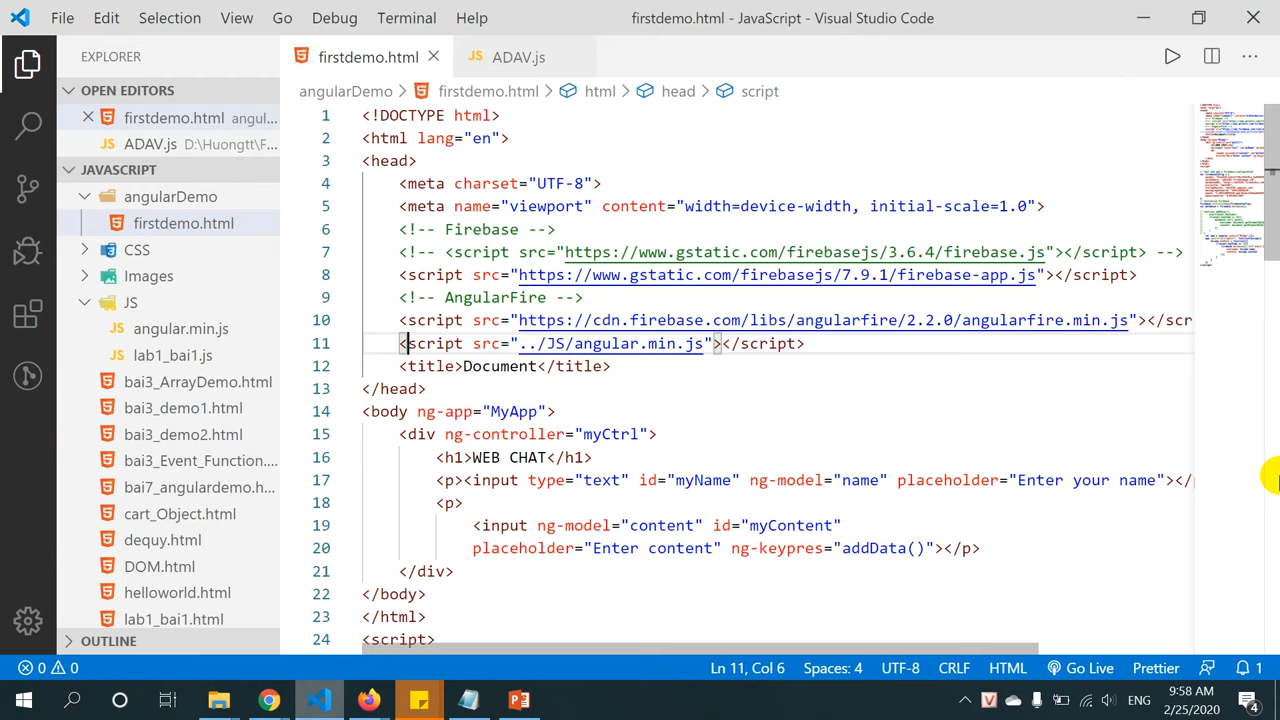 File Edit Selection View Go Debug Terminal Help firstdemo.html - JavaScript - Visual Studio Code
EXPLORER
OPEN EDITORS
firstdemo.html angul...
JS ADAV.js D:\Huongtt\F...
JAVASCRIPT
angularDemo
firstdemo.html
CSS
Images
JS
JS angular.min.js
JS lab1_bai1.js
bai3_ArrayDemo.html
bai3_demo1.html
bai3_demo2.html
bai3_Event_Function....
bai7_angulardemo.h...
cart_Object.html
dequy.html
DOM.html
helloworld.html
lab1_bai1.html
OUTLINE
firstdemo.html JS ADAV.js
angularDemo firstdemo.html html head script
1 <!DOCTYPE html>
2 <html lang="en">
3 <head>
4 <meta charset="UTF-8">
5 <meta name="viewport" content="width=device-width, initial-scale=1.0">
6 <!-- Firebase -->
7 <!-- <script src="https://www.gstatic.com/firebasejs/3.6.4/firebase.js"></script> -->
8 <script src="https://www.gstatic.com/firebasejs/7.9.1/firebase-app.js"></script>
9 <!-- AngularFire -->
10 <script src="https://cdn.firebase.com/libs/angularfire/2.2.0/angularfire.min.js"></scr
11 <script src="../JS/angular.min.js"></script>
12 <title>Document</title>
13 </head>
14 <body ng-app="MyApp">
15 <div ng-controller="myCtrl">
16 <h1>WEB CHAT</h1>
17 <p><input type="text" id="myName" ng-model="name" placeholder="Enter your name"></p
18 <p>
19 <input ng-model="content" id="myContent"
20 placeholder="Enter content" ng-keypres="addData()"></p>
21 </div>
22 </body>
23 </html>
24 <script>
0 0 Ln 11, Col 6 Spaces: 4 UTF-8 CRLF HTML Go Live Prettier 1
ENG 9:58 AM
2/25/2020 4